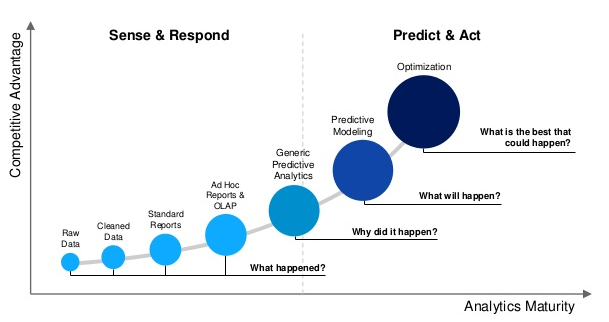 Sense & Respond
Predict & Act
Competitive Advantage
Optimization
Predictive
Modeling
Generic
Predictive
Analytics
Ad Hoc
Reports &
OLAP
Standard
Reports
Cleaned
Data
Raw
Data
What is the best that
could happen?
What will happen?
Why did it happen?
What happened?
Analytics Maturity